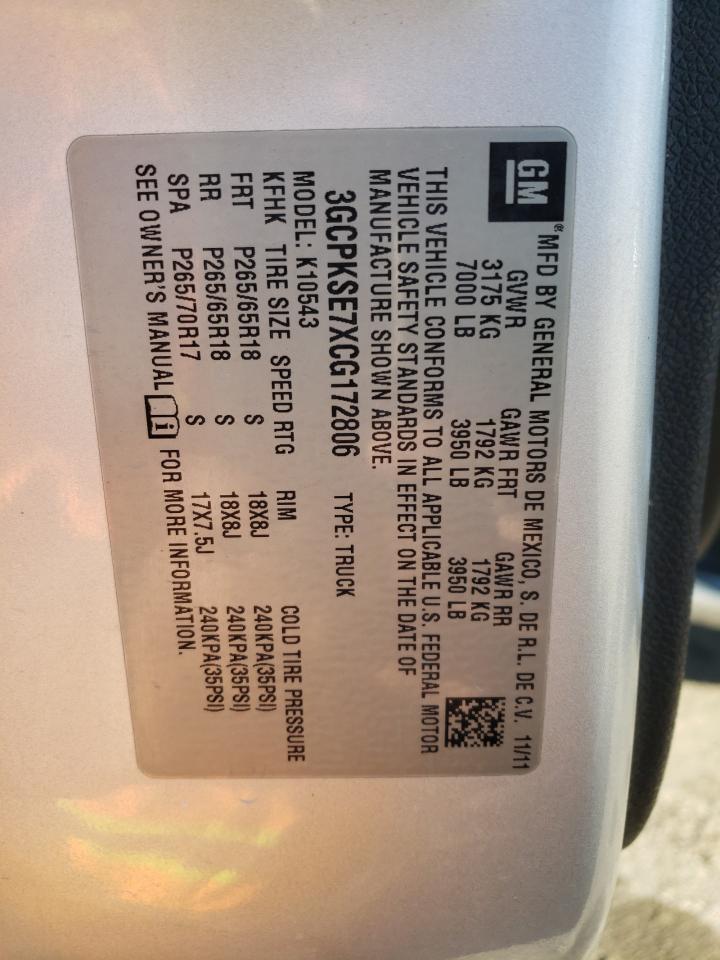 GM
® MFD BY GENERAL MOTORS DE MEXICO, S. DE R.L. DE C.V. 11/11
GVWR GAWR FRT GAWR RR
3175 KG 1792 KG 1792 KG
7000 LB 3950 LB 3950 LB
THIS VEHICLE CONFORMS TO ALL APPLICABLE U.S. FEDERAL MOTOR
VEHICLE SAFETY STANDARDS IN EFFECT ON THE DATE OF
MANUFACTURE SHOWN ABOVE.
3GCPKSE7XCG172806 TYPE: TRUCK
MODEL: K10543
KFHK TIRE SIZE SPEED RTG RIM COLD TIRE PRESSURE
FRT P265/65R18 S 18X8J 240KPA(35PSI)
RR P265/65R18 S 18X8J 240KPA(35PSI)
SPA P265/70R17 S 17X7.5J 240KPA(35PSI)
SEE OWNER'S MANUAL FOR MORE INFORMATION.